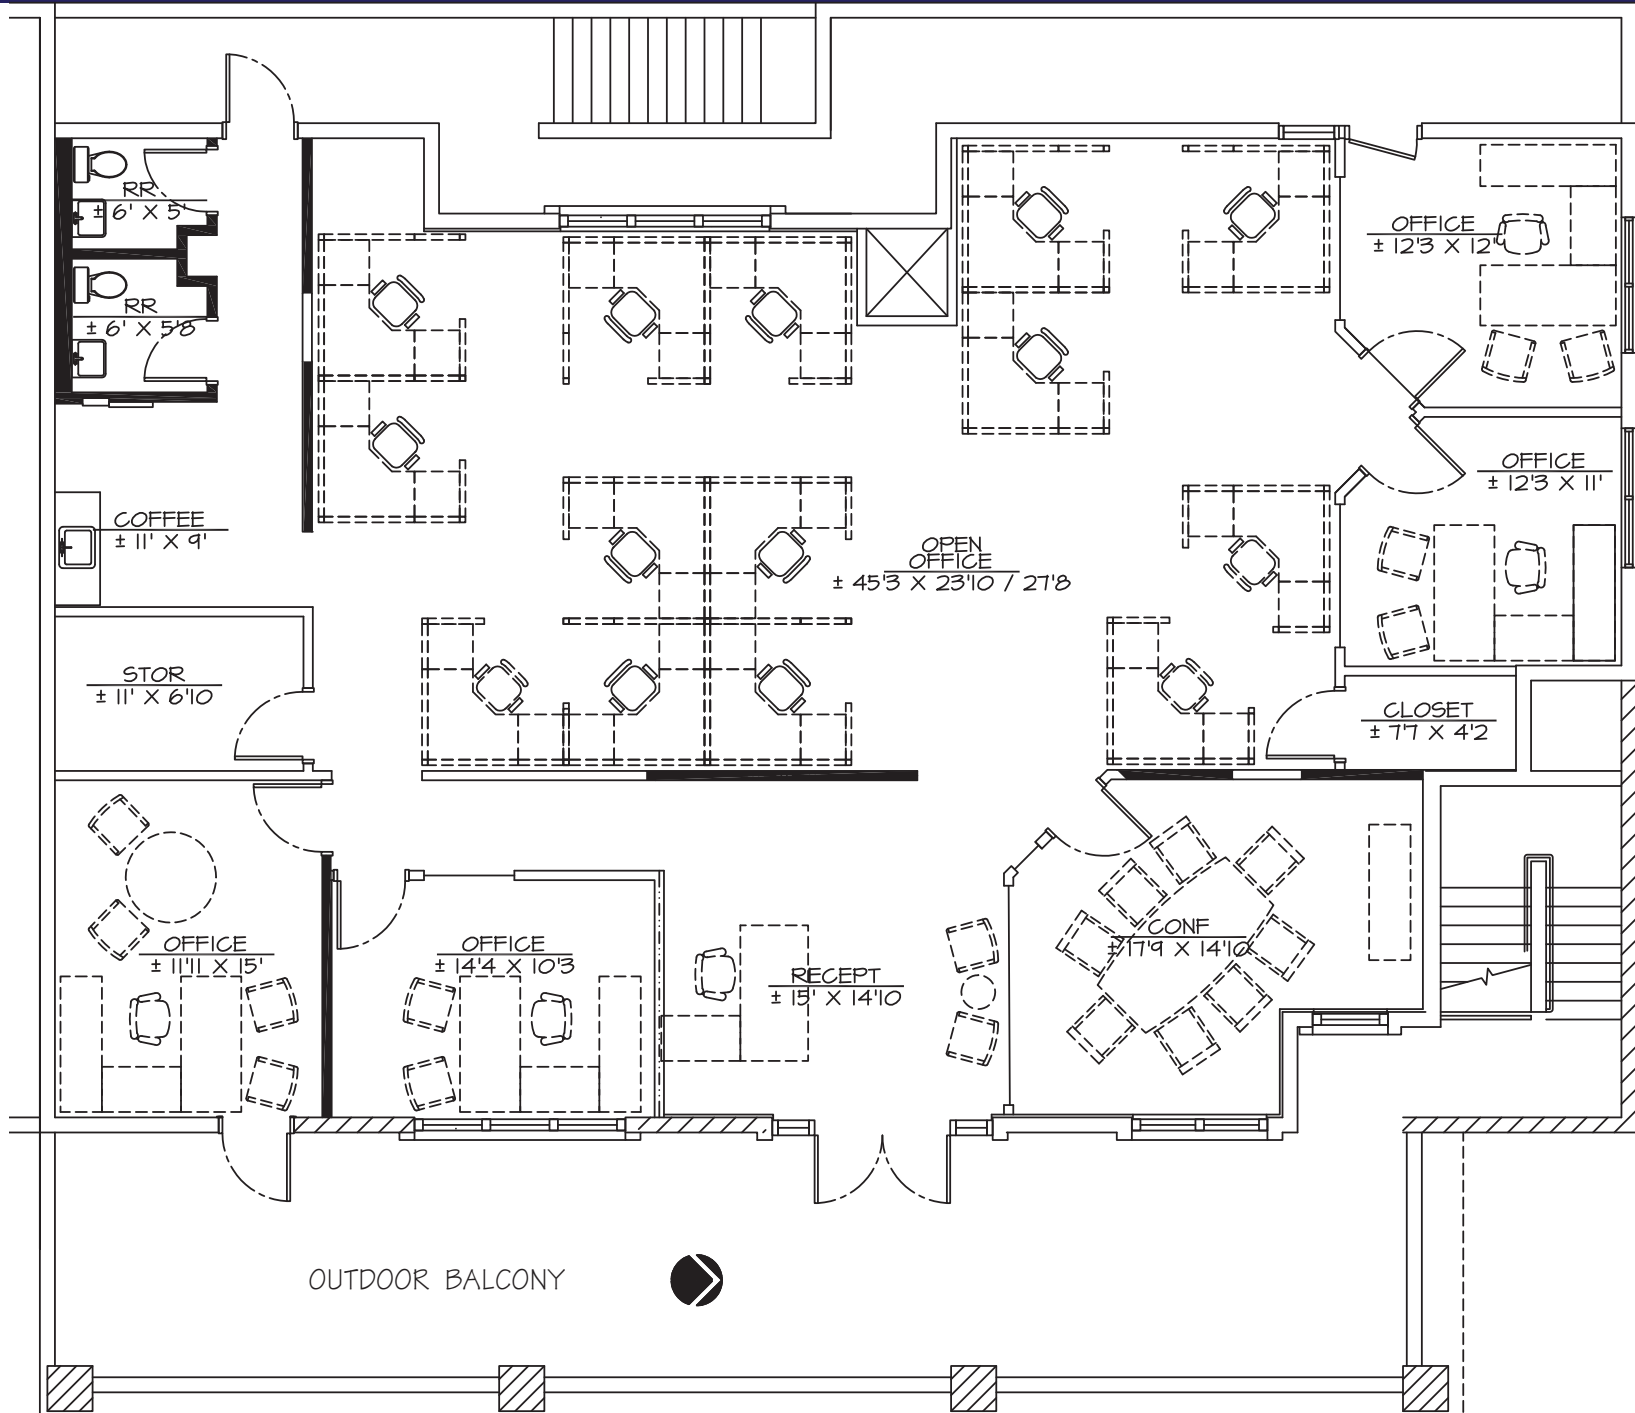 RR
± 6' X 5'
RR
± 6' X 5'8
OFFICE
± 12'3 X 12'
OFFICE
± 12'3 X 11'
COFFEE
± 11' X 9'
OPEN
OFFICE
± 45'3 X 23'10 / 27'8
STOR
± 11' X 6'10
CLOSET
± 7'7 X 4'2
OFFICE
± 11'11 X 15'
OFFICE
± 14'4 X 10'3
RECEPT
± 15' X 14'10
CONF
± 17'9 X 14'10
OUTDOOR BALCONY